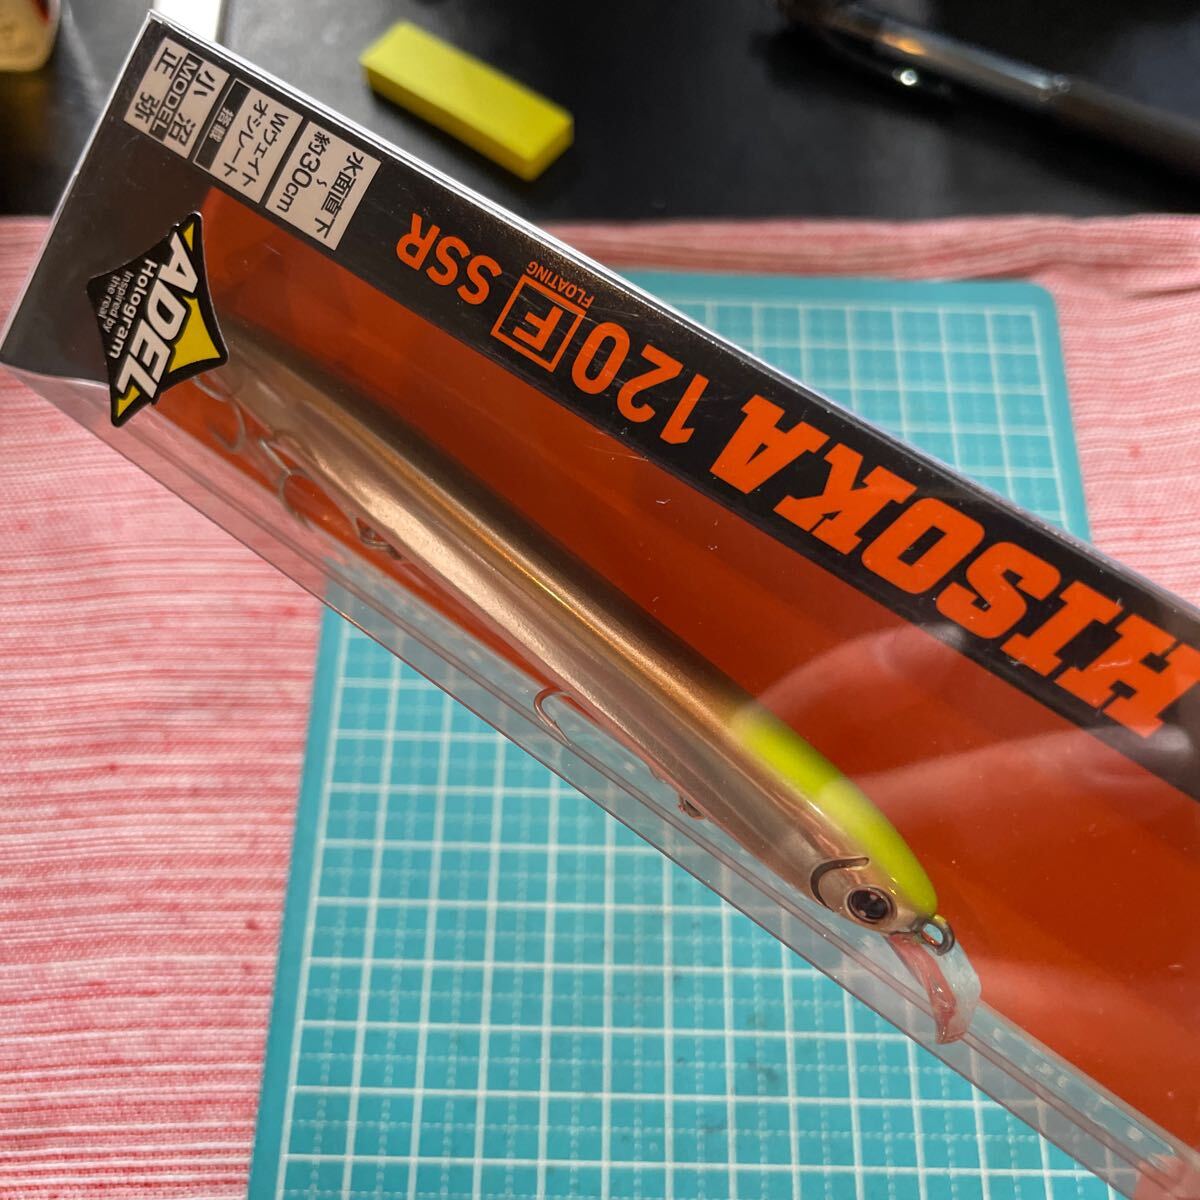 HISOKA 120 F SSR
FLOATING
水面直下
～
約30cm
Wウェイト
オシレート
搭載
小沼
MODEL
正弥
ADEL
Hologram
Inspired by
the real